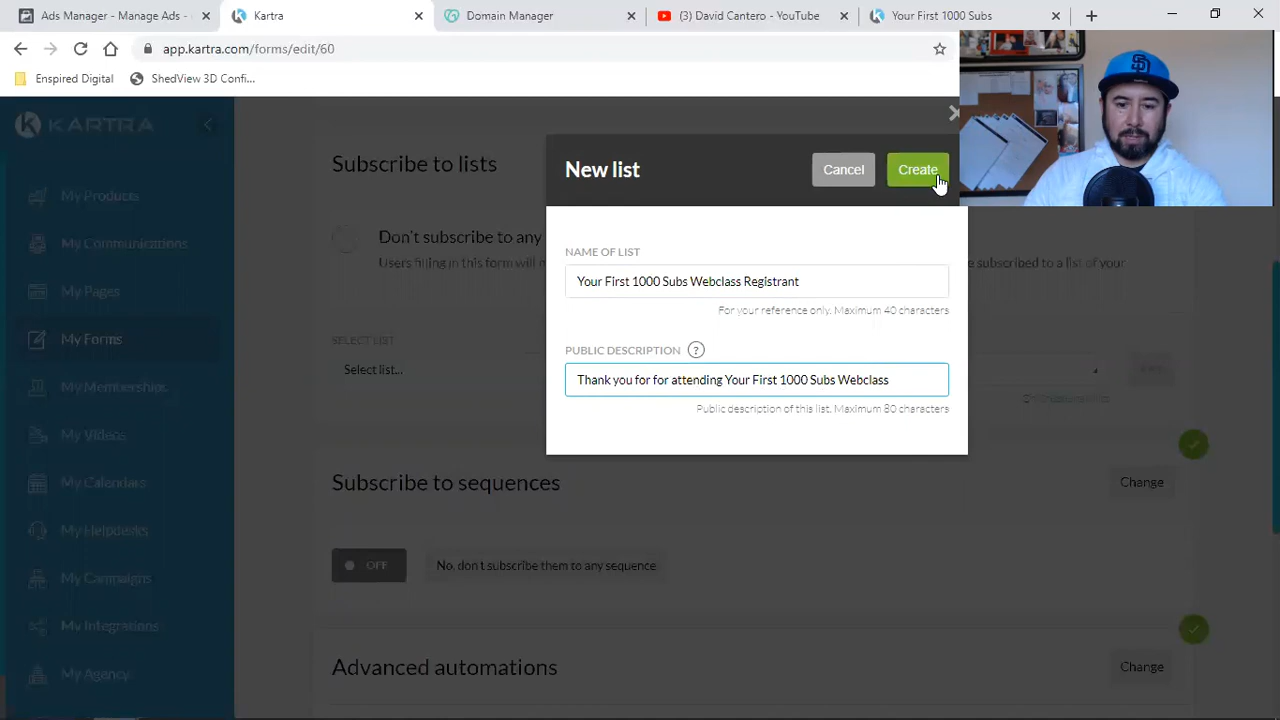 Ads Manager - Manage Ads -
Kartra
Domain Manager
(3) David Cantero - YouTube
Your First 1000 Subs
app.kartra.com/forms/edit/60
Enspired Digital
ShedView 3D Confi...
KARTRA
My Products
My Communications
My Pages
My Forms
My Memberships
My Videos
My Calendars
My Helpdesks
My Campaigns
My Integrations
My Agency
Subscribe to lists
Don't subscribe to any
Users filling in this form will
be subscribed to a list of your
SELECT LIST
Select list...
New list
Cancel
Create
NAME OF LIST
Your First 1000 Subs Webclass Registrant
For your reference only. Maximum 40 characters
PUBLIC DESCRIPTION ?
Thank you for for attending Your First 1000 Subs Webclass
Public description of this list. Maximum 80 characters
Subscribe to sequences
Change
OFF
No, don't subscribe them to any sequence
Advanced automations
Change